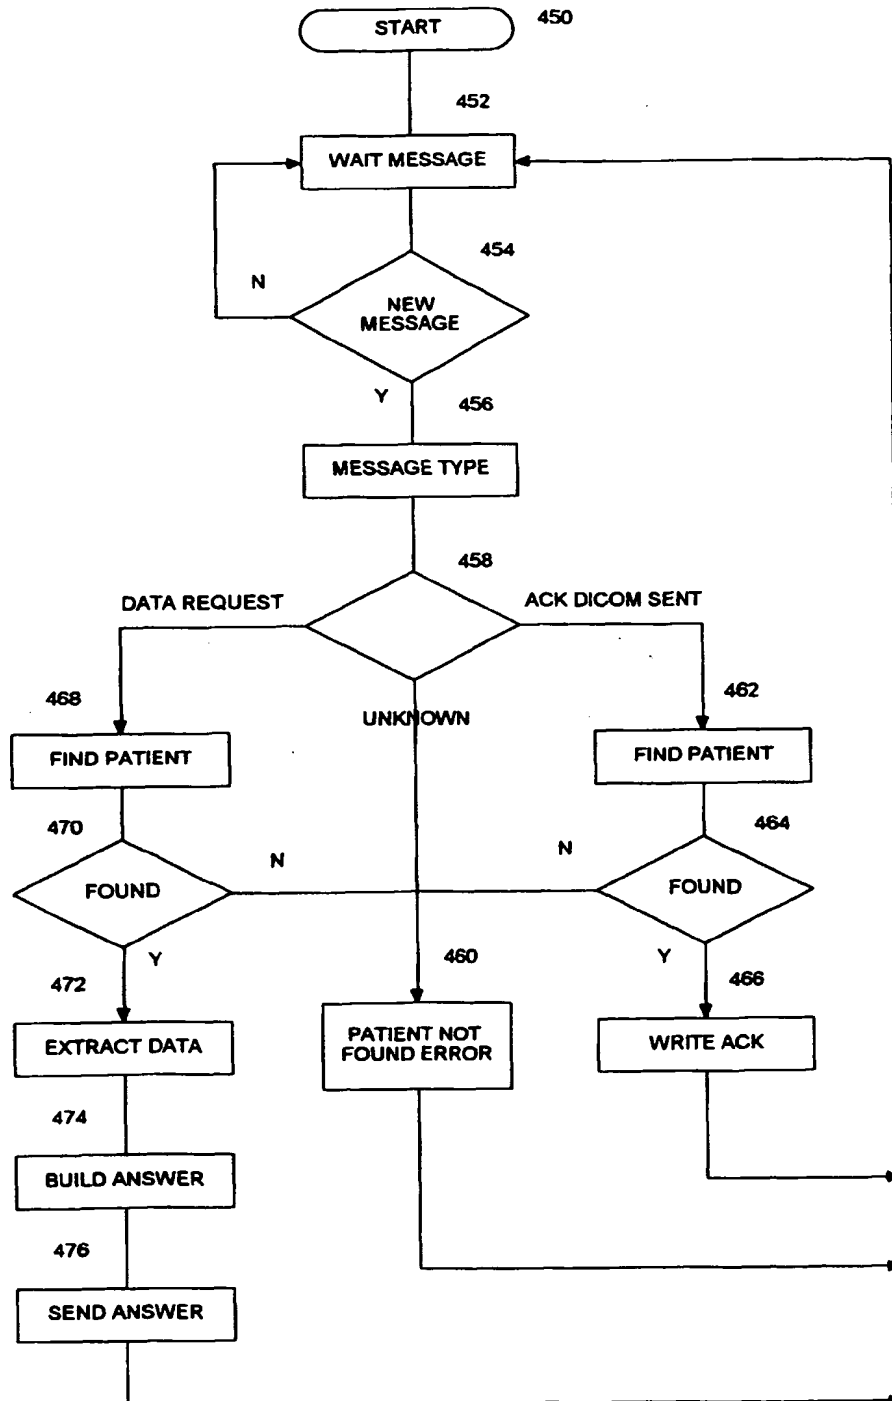 START
450
452
WAIT MESSAGE
454
N
NEW
MESSAGE
Y
456
MESSAGE TYPE
458
DATA REQUEST
ACK DICOM SENT
468
462
UNKNOWN
FIND PATIENT
FIND PATIENT
470
464
N
N
FOUND
FOUND
Y
460
Y
472
466
EXTRACT DATA
PATIENT NOT
FOUND ERROR
WRITE ACK
474
BUILD ANSWER
476
SEND ANSWER